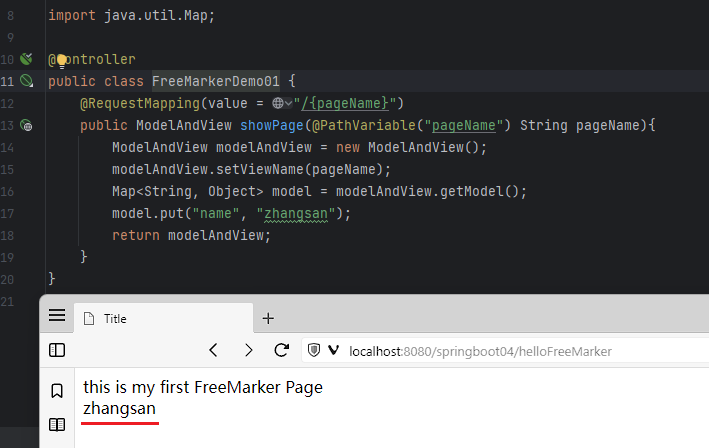 8 import java.util.Map;
9
10 @Controller
11 public class FreeMarkerDemo01 {
12 @RequestMapping(value = "/{pageName}")
13 public ModelAndView showPage(@PathVariable("pageName") String pageName){
14 ModelAndView modelAndView = new ModelAndView();
15 modelAndView.setViewName(pageName);
16 Map<String, Object> model = modelAndView.getModel();
17 model.put("name", "zhangsan");
18 return modelAndView;
19 }
20 }
21
Title
localhost:8080/springboot04/helloFreeMarker
this is my first FreeMarker Page
zhangsan